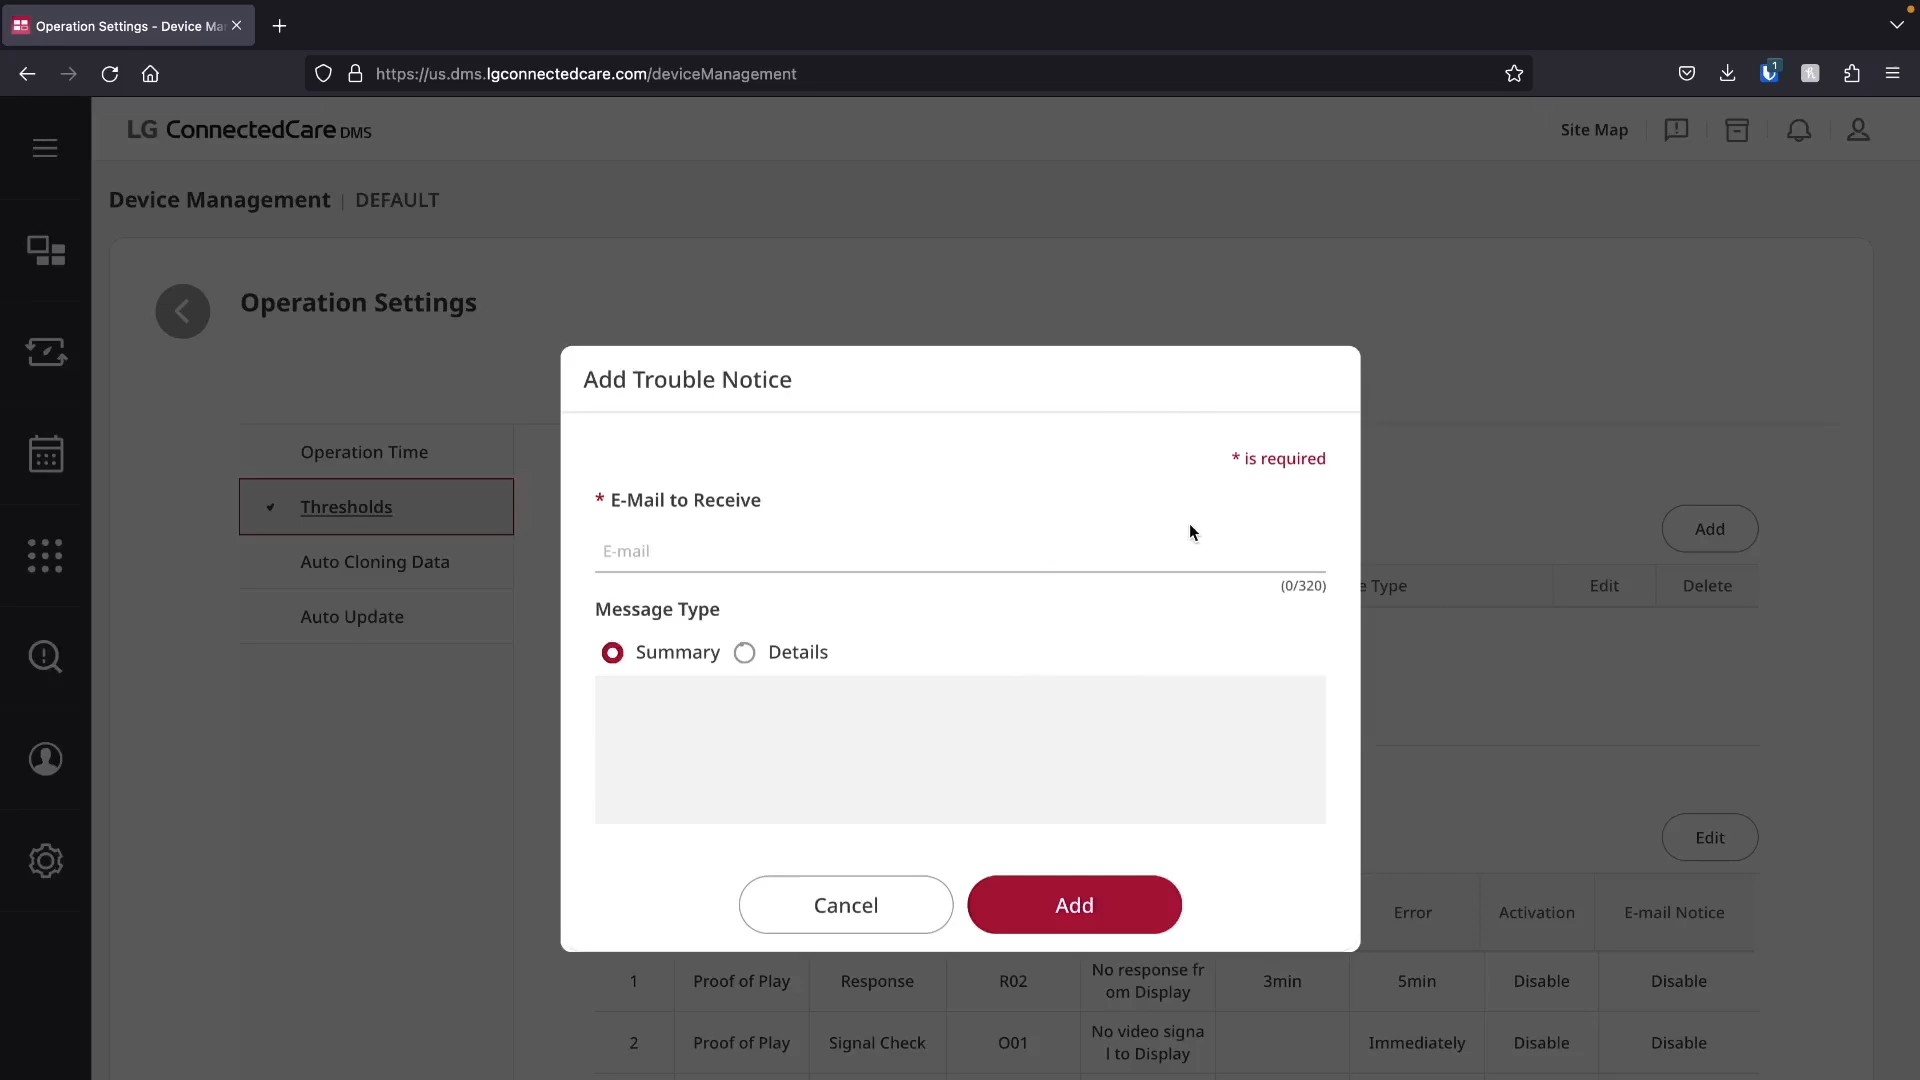 Operation Settings - Device Ma
https://us.dms.lgconnectedcare.com/deviceManagement
1
LG ConnectedCare DMS
Site Map
Device Management | DEFAULT
Operation Settings
Add Trouble Notice
* is required
Operation Time
Thresholds
Auto Cloning Data
Auto Update
* E-Mail to Receive
E-mail
(0/320)
Message Type
Summary
Details
Cancel
Add
Add
e Type
Edit
Delete
Edit
Error
Activation
E-mail Notice
1
Proof of Play
Response
R02
No response fr
om Display
3min
5min
Disable
Disable
2
Proof of Play
Signal Check
O01
No video signa
l to Display
Immediately
Disable
Disable